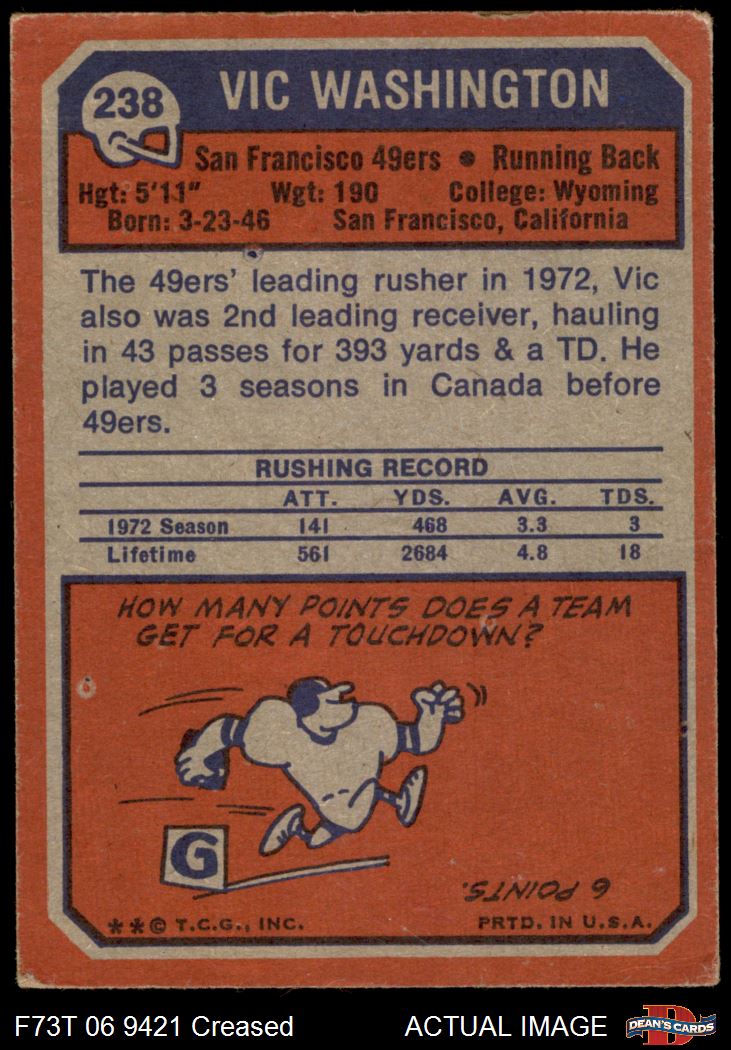 238
VIC WASHINGTON
San Francisco 49ers • Running Back
Hgt: 5'11" Wgt: 190 College: Wyoming
Born: 3-23-46 San Francisco, California
The 49ers' leading rusher in 1972, Vic
also was 2nd leading receiver, hauling
in 43 passes for 393 yards & a TD. He
played 3 seasons in Canada before
49ers.
RUSHING RECORD
ATT. YDS. AVG. TDS.
1972 Season 141 468 3.3 3
Lifetime 561 2684 4.8 18
HOW MANY POINTS DOES A TEAM
GET FOR A TOUCHDOWN?
G
6 POINTS.
**© T.C.G., INC. PRTD. IN U.S.A.
F73T 06 9421 Creased ACTUAL IMAGE
D
DEAN'S CARDS